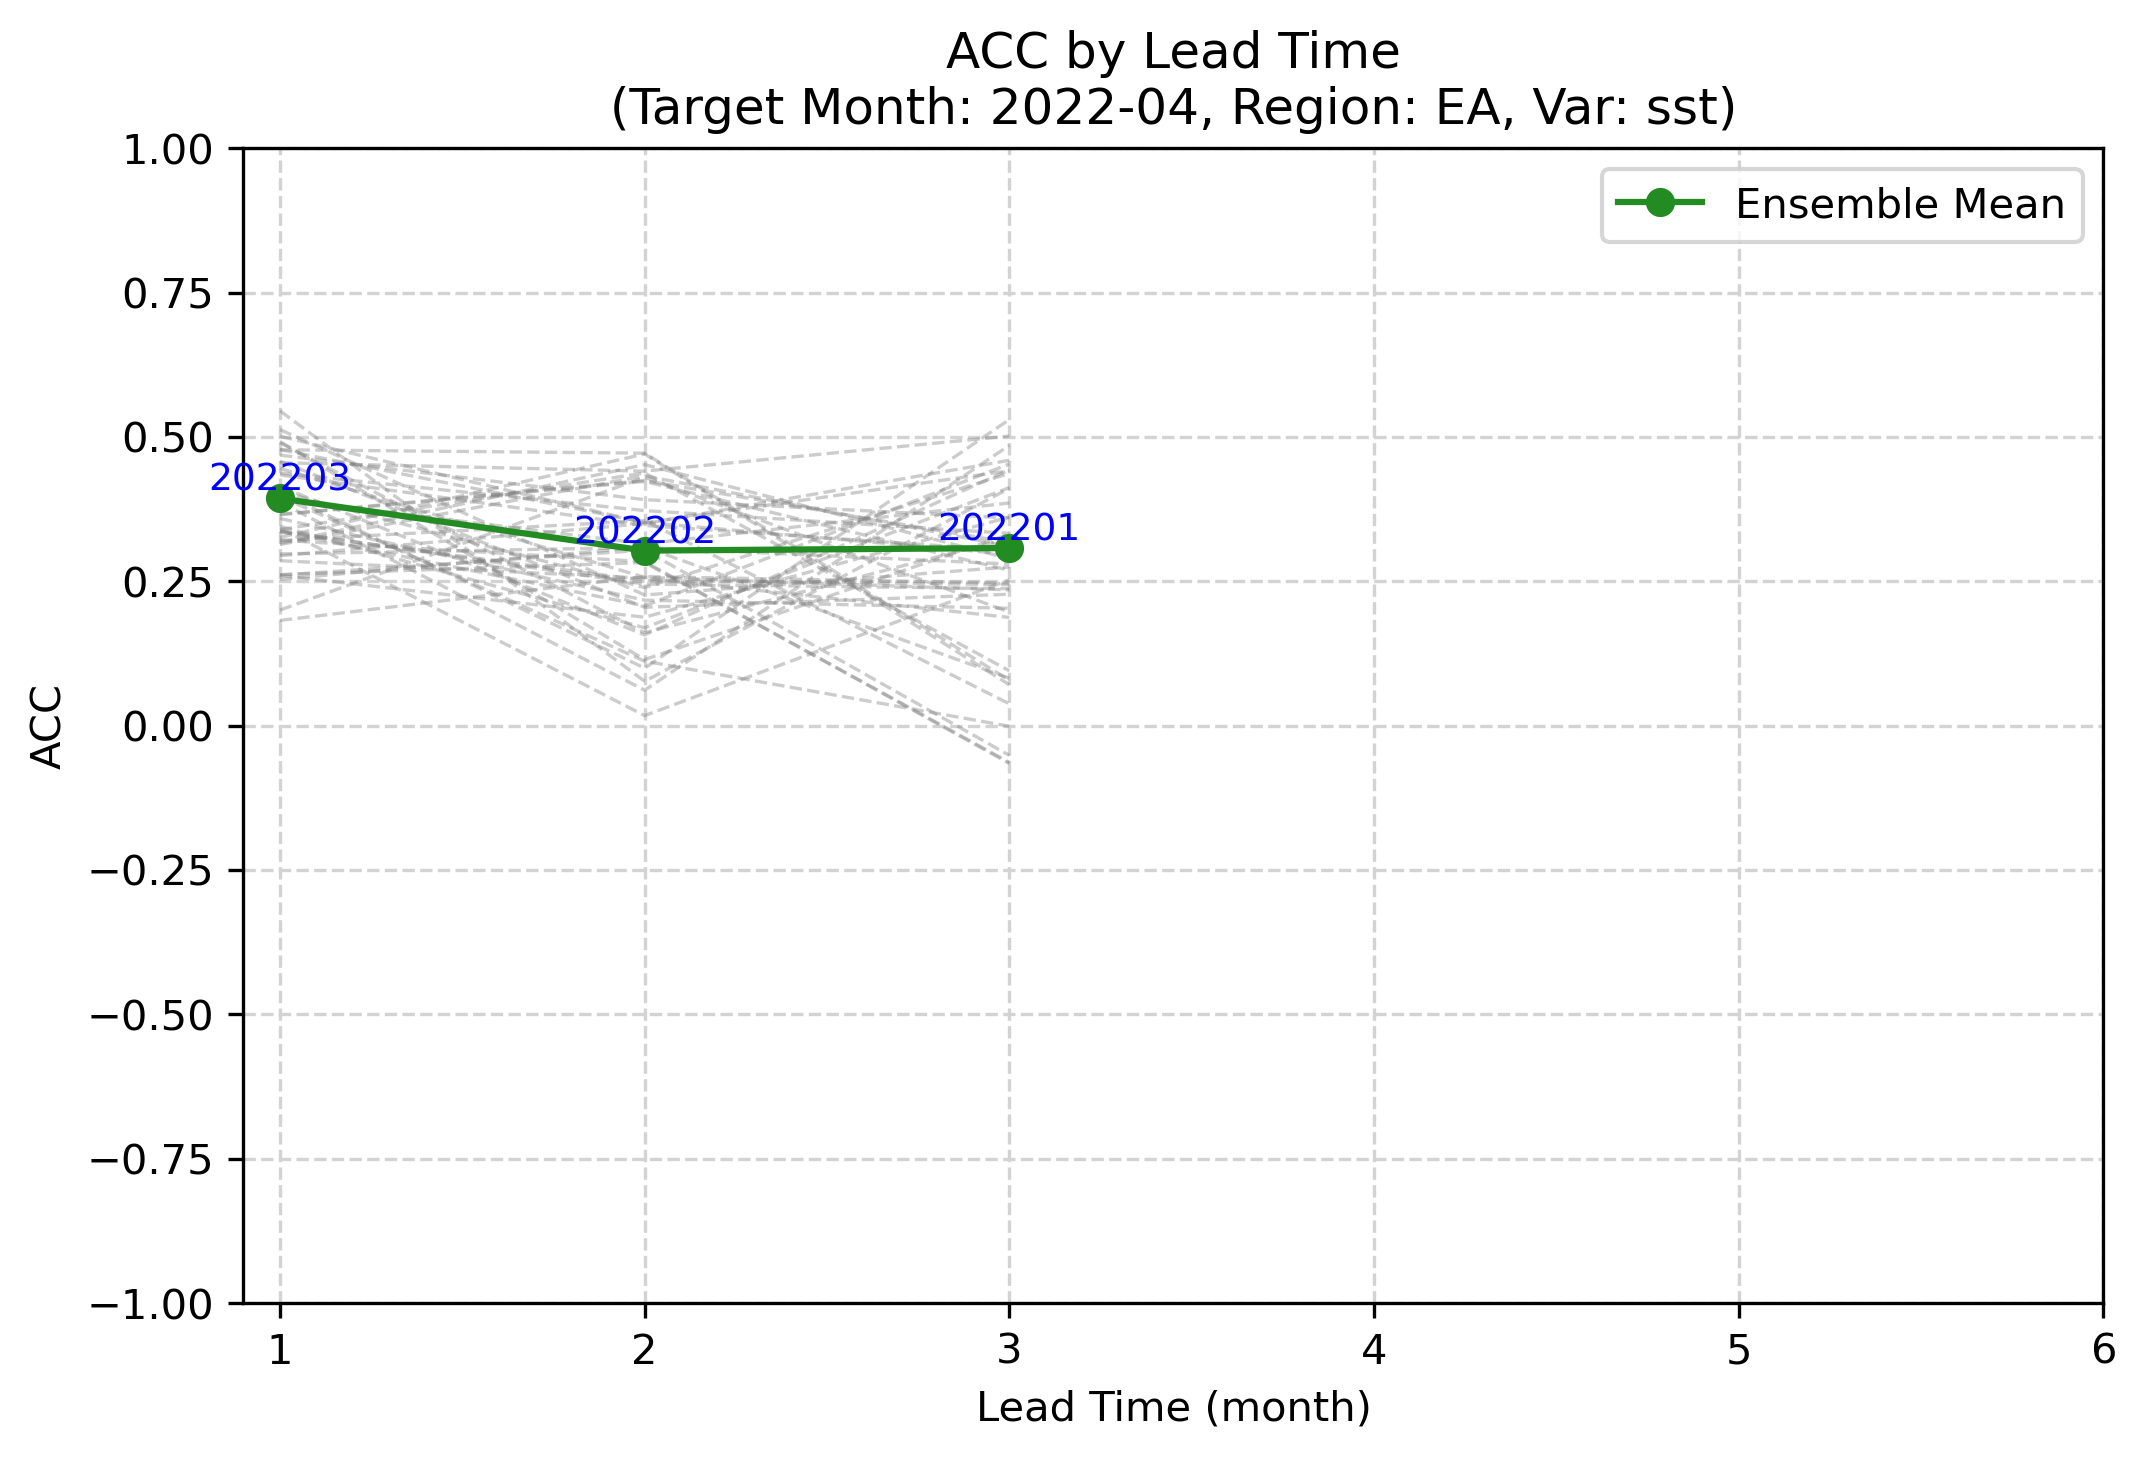 ACC by Lead Time
(Target Month: 2022-04, Region: EA, Var: sst)
1.00
0.75
0.50
0.25
0.00
−0.25
−0.50
−0.75
−1.00
ACC
Ensemble Mean
202203
202202
202201
1 2 3 4 5 6
Lead Time (month)